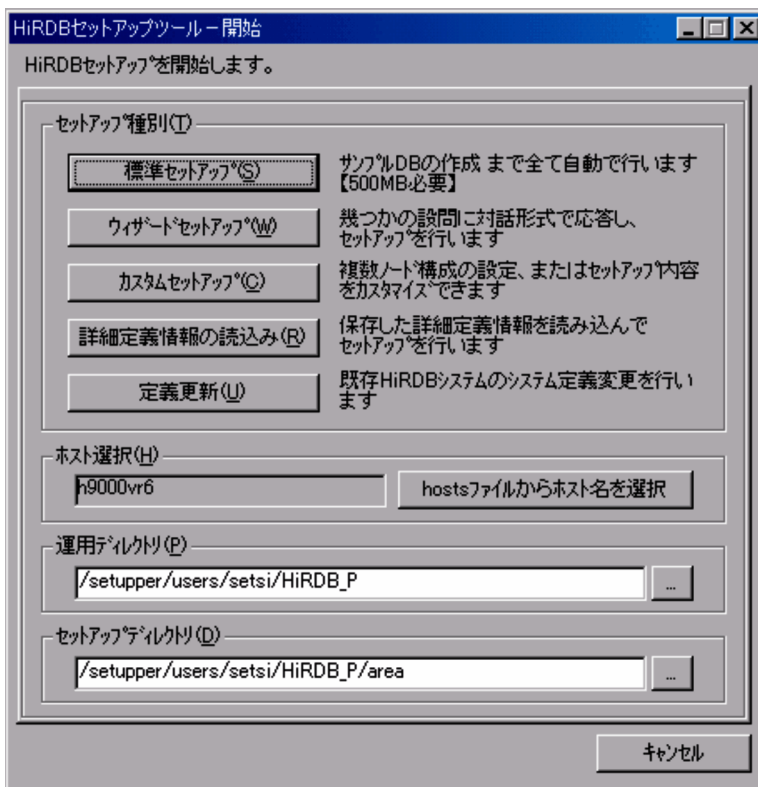 HiRDBｾｯﾄｱｯﾌﾟﾂｰﾙ－開始
HiRDBｾｯﾄｱｯﾌﾟを開始します。
ｾｯﾄｱｯﾌﾟ種別(T)
標準ｾｯﾄｱｯﾌﾟ(S)
ｻﾝﾌﾟﾙDBの作成 まで全て自動で行います
【500MB必要】
ｳｨｻﾞｰﾄﾞｾｯﾄｱｯﾌﾟ(W)
幾つかの設問に対話形式で応答し、
ｾｯﾄｱｯﾌﾟを行います
ｶｽﾀﾑｾｯﾄｱｯﾌﾟ(C)
複数ﾉｰﾄﾞ構成の設定、またはｾｯﾄｱｯﾌﾟ内容
をｶｽﾀﾏｲｽﾞできます
詳細定義情報の読込み(R)
保存した詳細定義情報を読み込んで
ｾｯﾄｱｯﾌﾟを行います
定義更新(U)
既存HiRDBｼｽﾃﾑのｼｽﾃﾑ定義変更を行い
ます
ﾎｽﾄ選択(H)
h9000vr6
hostsﾌｧｲﾙからﾎｽﾄ名を選択
運用ﾃﾞｨﾚｸﾄﾘ(P)
/setupper/users/setsi/HiRDB_P
...
ｾｯﾄｱｯﾌﾟﾃﾞｨﾚｸﾄﾘ(D)
/setupper/users/setsi/HiRDB_P/area
...
ｷｬﾝｾﾙ